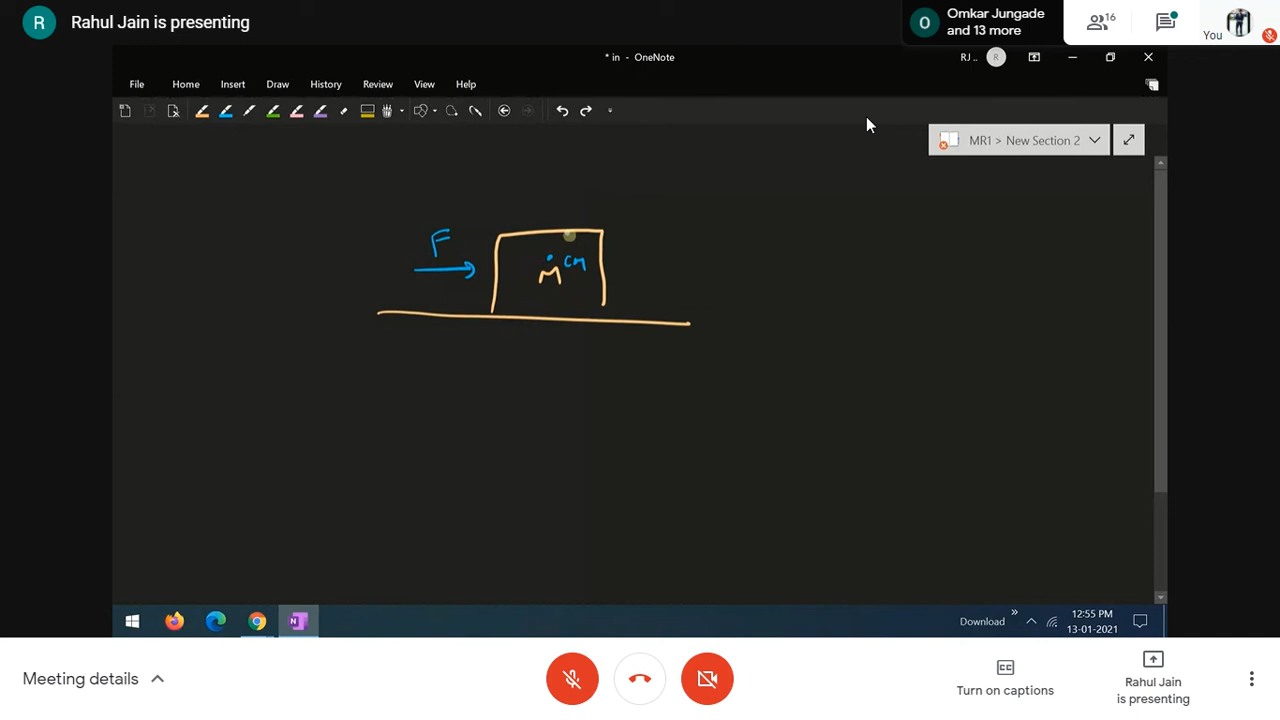 R Rahul Jain is presenting
O Omkar Jungade
and 13 more
16
You
* in - OneNote
RJ ..
R
File Home Insert Draw History Review View Help
MR1 > New Section 2
F
M
CM
Download
»
12:55 PM
13-01-2021
Meeting details
CC
Turn on captions
Rahul Jain
is presenting